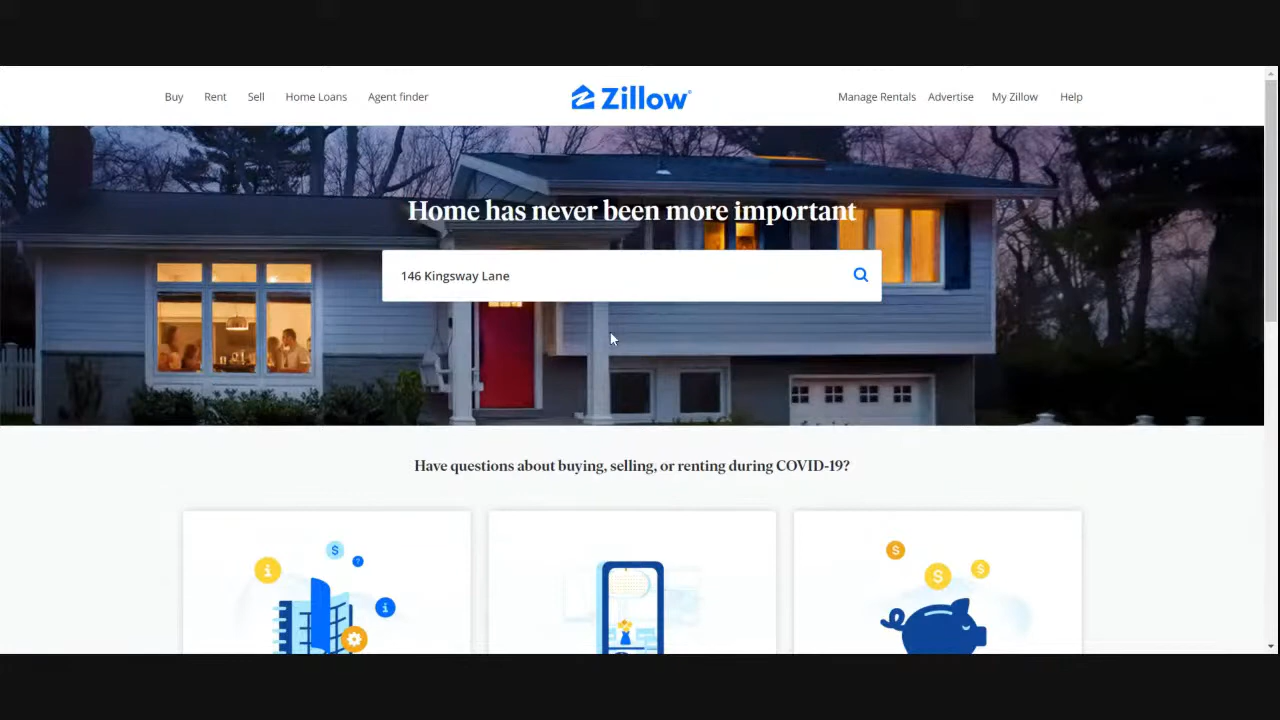 Buy Rent Sell Home Loans Agent finder Zillow® Manage Rentals Advertise My Zillow Help
Home has never been more important
146 Kingsway Lane
Have questions about buying, selling, or renting during COVID-19?
$ ? i i
$ $ $